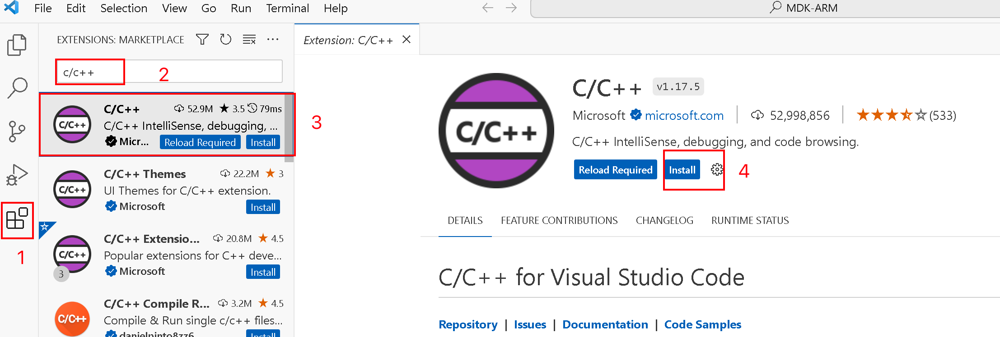 File Edit Selection View Go Run Terminal Help
MDK-ARM
EXTENSIONS: MARKETPLACE
c/c++
2
C/C++ 52.9M 3.5 79ms
C/C++ IntelliSense, debugging, ...
Micr... Reload Required Install
3
C/C++
C/C++ Themes 22.2M 3
UI Themes for C/C++ extension.
Microsoft Install
C/C++
1
C/C++ Extensio... 20.8M 4.5
Popular extensions for C++ deve...
Microsoft Install
C/C++
3
C/C++ Compile R... 3.2M 4.5
Compile & Run single c/c++ files...
danielpinto8zz6 Install
C/C++
Extension: C/C++
C/C++
C/C++ v1.17.5
Microsoft microsoft.com 52,998,856 (533)
C/C++ IntelliSense, debugging, and code browsing.
Reload Required Install 4
DETAILS FEATURE CONTRIBUTIONS CHANGELOG RUNTIME STATUS
C/C++ for Visual Studio Code
Repository | Issues | Documentation | Code Samples